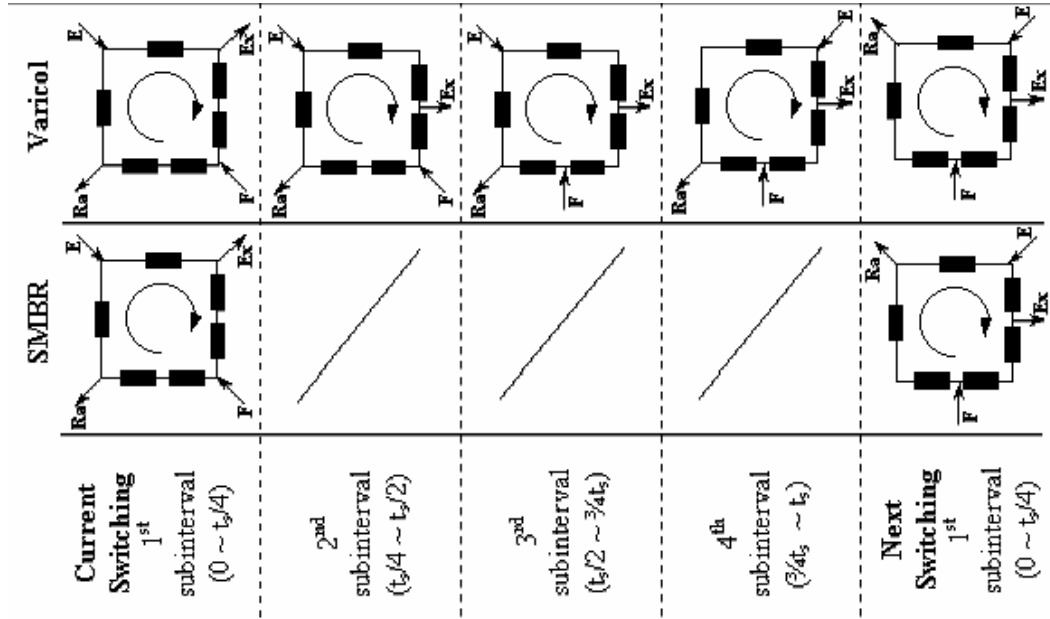 SMBR
Varicol
Current
Switching
1st
subinterval
(0 ~ ts/4)
Ra
E
F
Ex
Ra
E
F
Ex
2nd
subinterval
(ts/4 ~ ts/2)
Ra
E
F
Ex
3rd
subinterval
(ts/2 ~ ¾ts)
Ra
E
F
Ex
4th
subinterval
(¾ts ~ ts)
Ra
E
F
Ex
Next
Switching
1st
subinterval
(0 ~ ts/4)
Ra
F
E
Ex
Ra
F
E
Ex